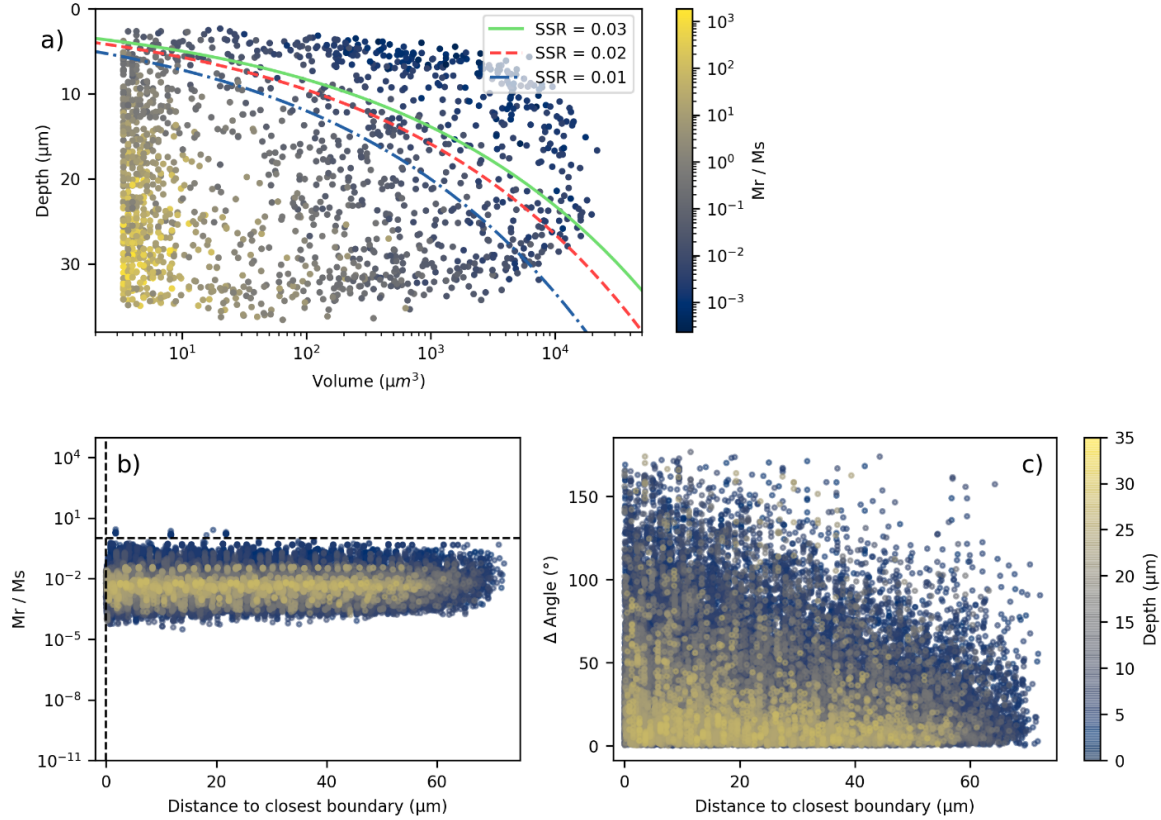 a)
0
10
20
30
Depth (µm)
10¹
10²
10³
10⁴
Volume (µm³)
SSR = 0.03
SSR = 0.02
SSR = 0.01
10³
10²
10¹
10⁰
10⁻¹
10⁻²
10⁻³
Mr / Ms
b)
10⁴
10¹
10⁻²
10⁻⁵
10⁻⁸
10⁻¹¹
Mr / Ms
0
20
40
60
Distance to closest boundary (µm)
c)
150
100
50
0
Δ Angle (°)
0
20
40
60
Distance to closest boundary (µm)
35
30
25
20
15
10
5
0
Depth (µm)